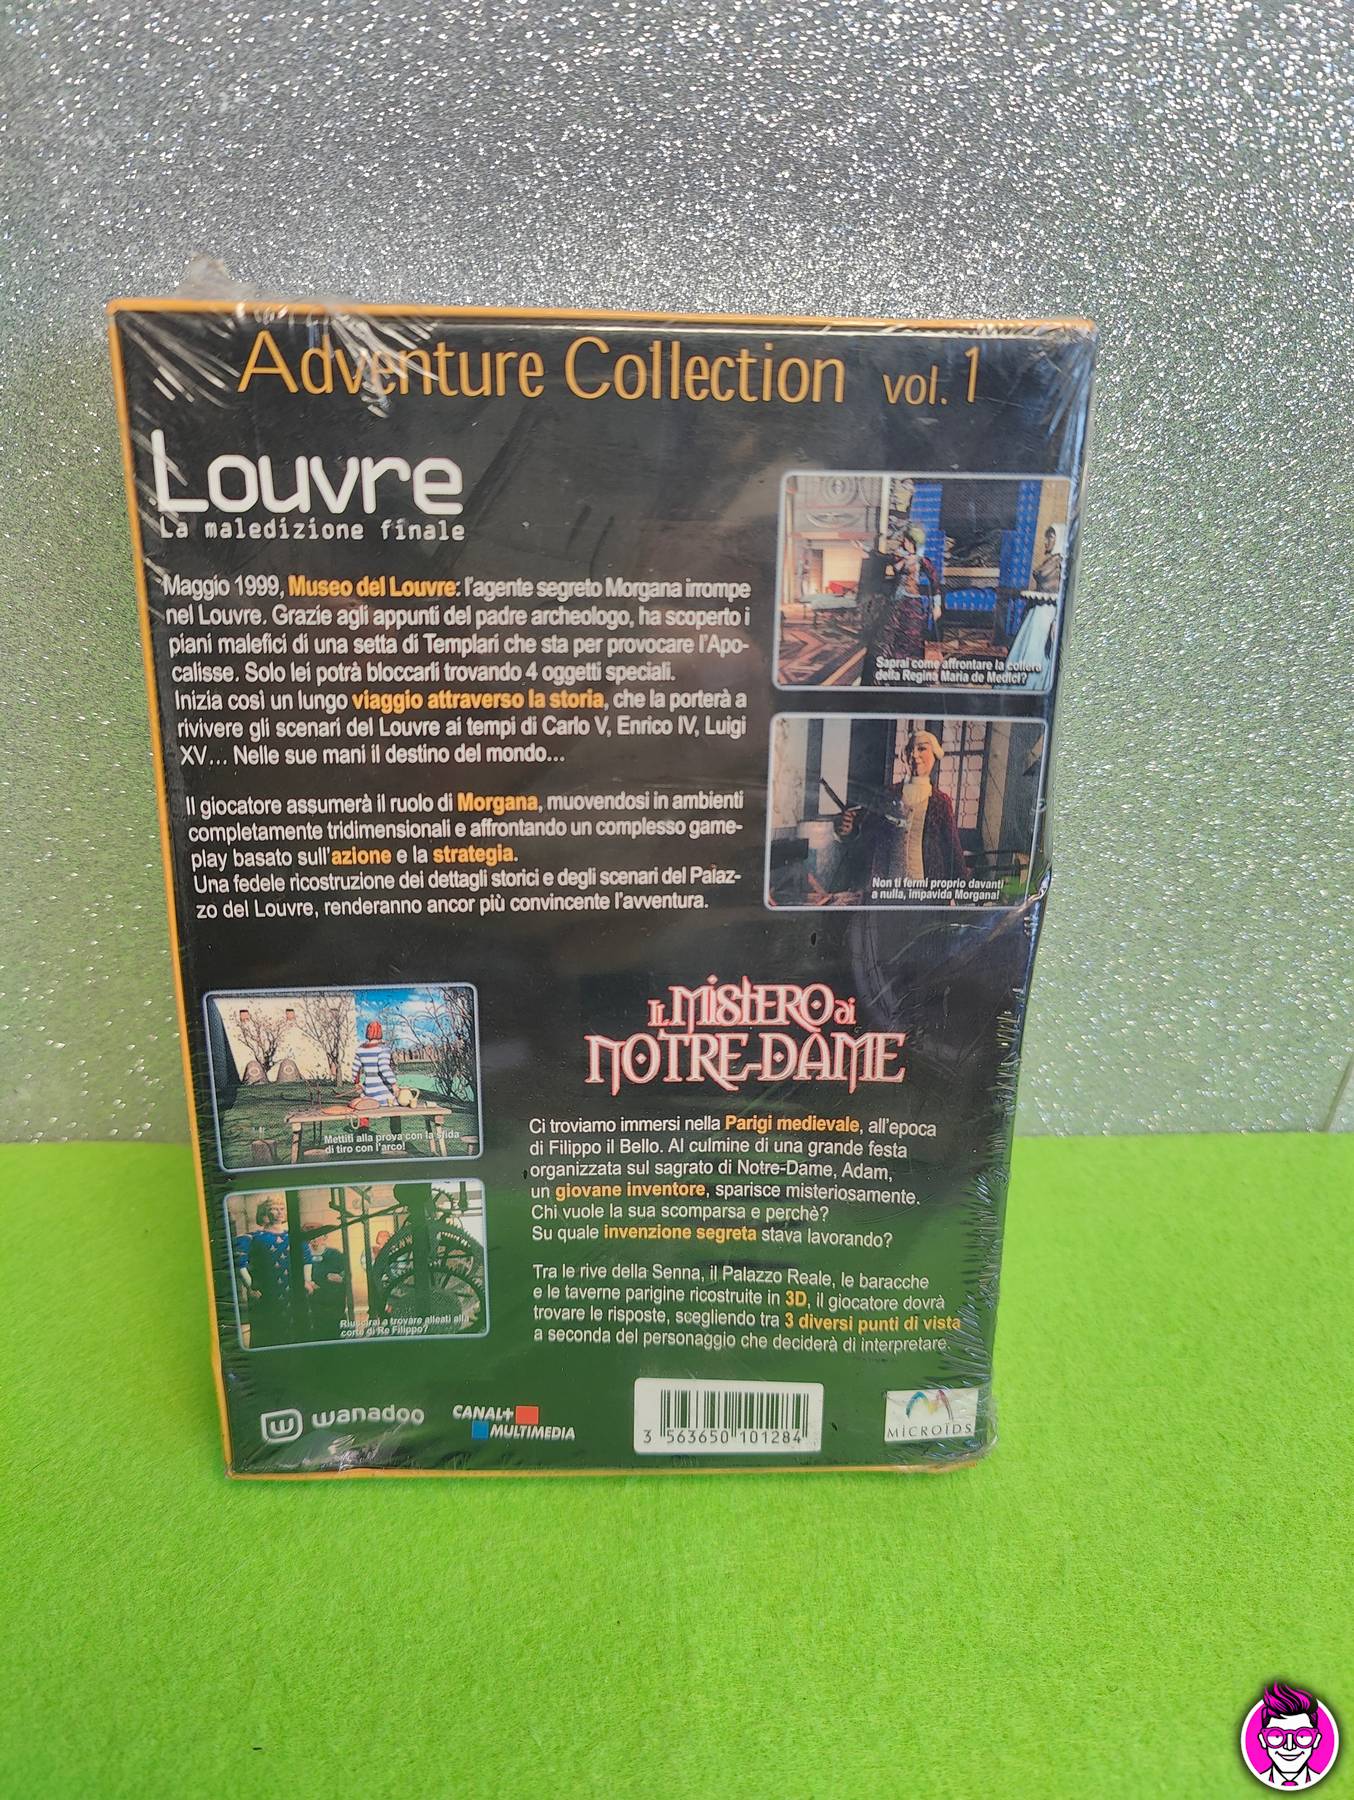 Adventure Collection vol. 1
Louvre
La maledizione finale
Maggio 1999, Museo del Louvre: l'agente segreto Morgana irrompe
nel Louvre. Grazie agli appunti del padre archeologo, ha scoperto i
piani malefici di una setta di Templari che sta per provocare l'Apo-
calisse. Solo lei potrà bloccarli trovando 4 oggetti speciali.
Inizia così un lungo viaggio attraverso la storia, che la porterà a
rivivere gli scenari del Louvre ai tempi di Carlo V, Enrico IV, Luigi
XV... Nelle sue mani il destino del mondo...
Il giocatore assumerà il ruolo di Morgana, muovendosi in ambienti
completamente tridimensionali e affrontando un complesso game-
play basato sull'azione e la strategia.
Una fedele ricostruzione dei dettagli storici e degli scenari del Palaz-
zo del Louvre, renderanno ancor più convincente l'avventura.
Saprai come affrontare la collera
della Regina Maria de Medici?
Non ti fermi proprio davanti
a nulla, impavida Morgana!
Mettiti alla prova con la sfida
di tiro con l'arco!
Riuscirai a trovare alleati alla
corte di Re Filippo?
IL MISTERO di
NOTRE-DAME
Ci troviamo immersi nella Parigi medievale, all'epoca
di Filippo il Bello. Al culmine di una grande festa
organizzata sul sagrato di Notre-Dame, Adam,
un giovane inventore, sparisce misteriosamente.
Chi vuole la sua scomparsa e perchè?
Su quale invenzione segreta stava lavorando?
Tra le rive della Senna, il Palazzo Reale, le baracche
e le taverne parigine ricostruite in 3D, il giocatore dovrà
trovare le risposte, scegliendo tra 3 diversi punti di vista
a seconda del personaggio che deciderà di interpretare.
w wanadoo
CANAL+
MULTIMEDIA
3 563650 101284
MICROÏDS